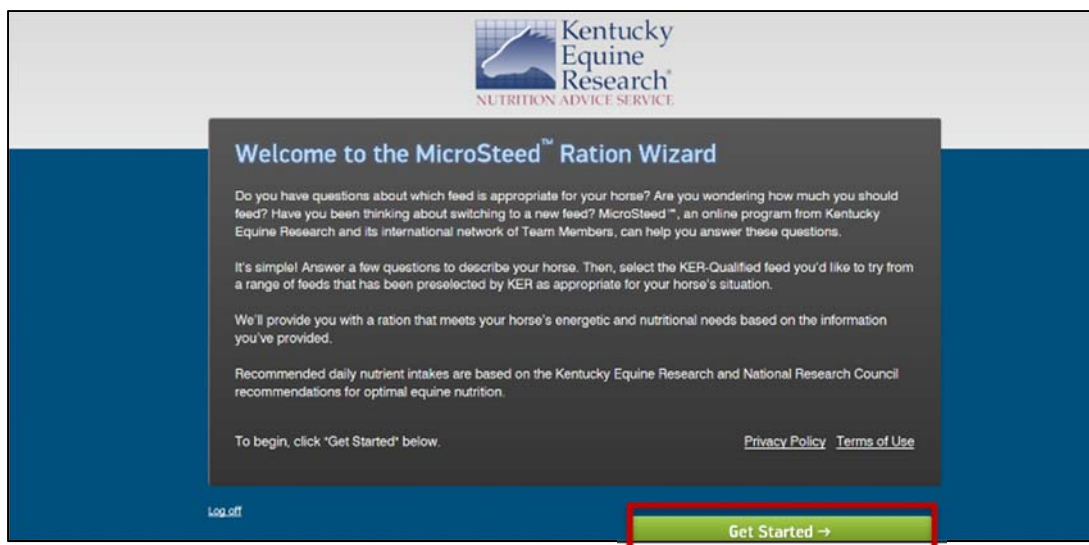 Kentucky
Equine
Research®
NUTRITION ADVICE SERVICE
Welcome to the MicroSteed™ Ration Wizard
Do you have questions about which feed is appropriate for your horse? Are you wondering how much you should
feed? Have you been thinking about switching to a new feed? MicroSteed™, an online program from Kentucky
Equine Research and its international network of Team Members, can help you answer these questions.
It's simple! Answer a few questions to describe your horse. Then, select the KER-Qualified feed you'd like to try from
a range of feeds that has been preselected by KER as appropriate for your horse's situation.
We'll provide you with a ration that meets your horse's energetic and nutritional needs based on the information
you've provided.
Recommended daily nutrient intakes are based on the Kentucky Equine Research and National Research Council
recommendations for optimal equine nutrition.
To begin, click "Get Started" below. Privacy Policy Terms of Use
Log off
Get Started →